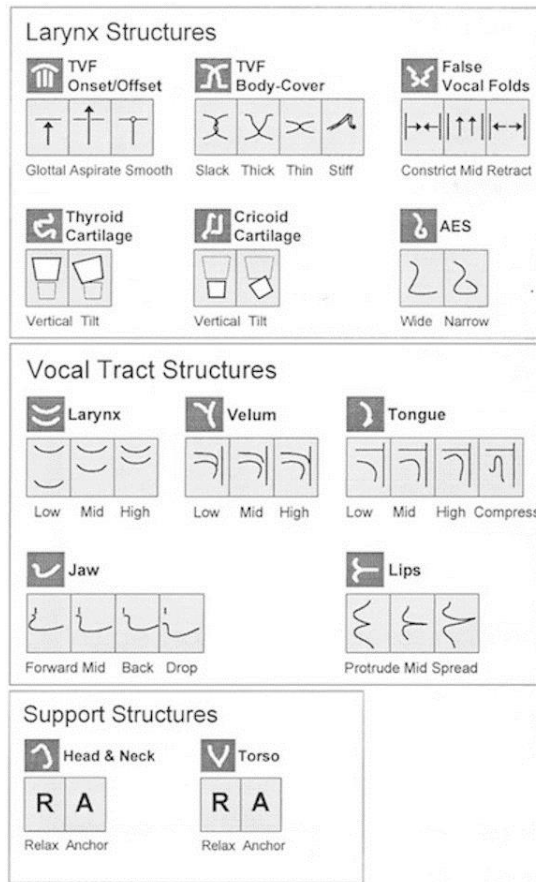 Larynx Structures
TVF Onset/Offset
TVF Body-Cover
False Vocal Folds
Glottal Aspirate Smooth
Slack Thick Thin Stiff
Constrict Mid Retract
Thyroid Cartilage
Cricoid Cartilage
AES
Vertical Tilt
Vertical Tilt
Wide Narrow
Vocal Tract Structures
Larynx
Velum
Tongue
Low Mid High
Low Mid High
Low Mid High Compress
Jaw
Lips
Forward Mid Back Drop
Protrude Mid Spread
Support Structures
Head & Neck
Torso
R A
R A
Relax Anchor
Relax Anchor